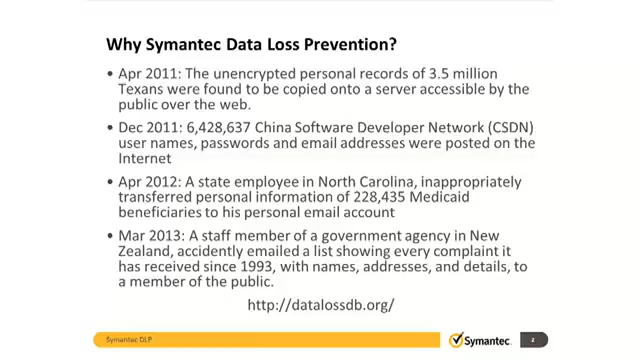 Why Symantec Data Loss Prevention?
• Apr 2011: The unencrypted personal records of 3.5 million
Texans were found to be copied onto a server accessible by the
public over the web.
• Dec 2011: 6,428,637 China Software Developer Network (CSDN)
user names, passwords and email addresses were posted on the
Internet
• Apr 2012: A state employee in North Carolina, inappropriately
transferred personal information of 228,435 Medicaid
beneficiaries to his personal email account
• Mar 2013: A staff member of a government agency in New
Zealand, accidently emailed a list showing every complaint it
has received since 1993, with names, addresses, and details, to
a member of the public.
http://datalossdb.org/
Symantec DLP
Symantec.